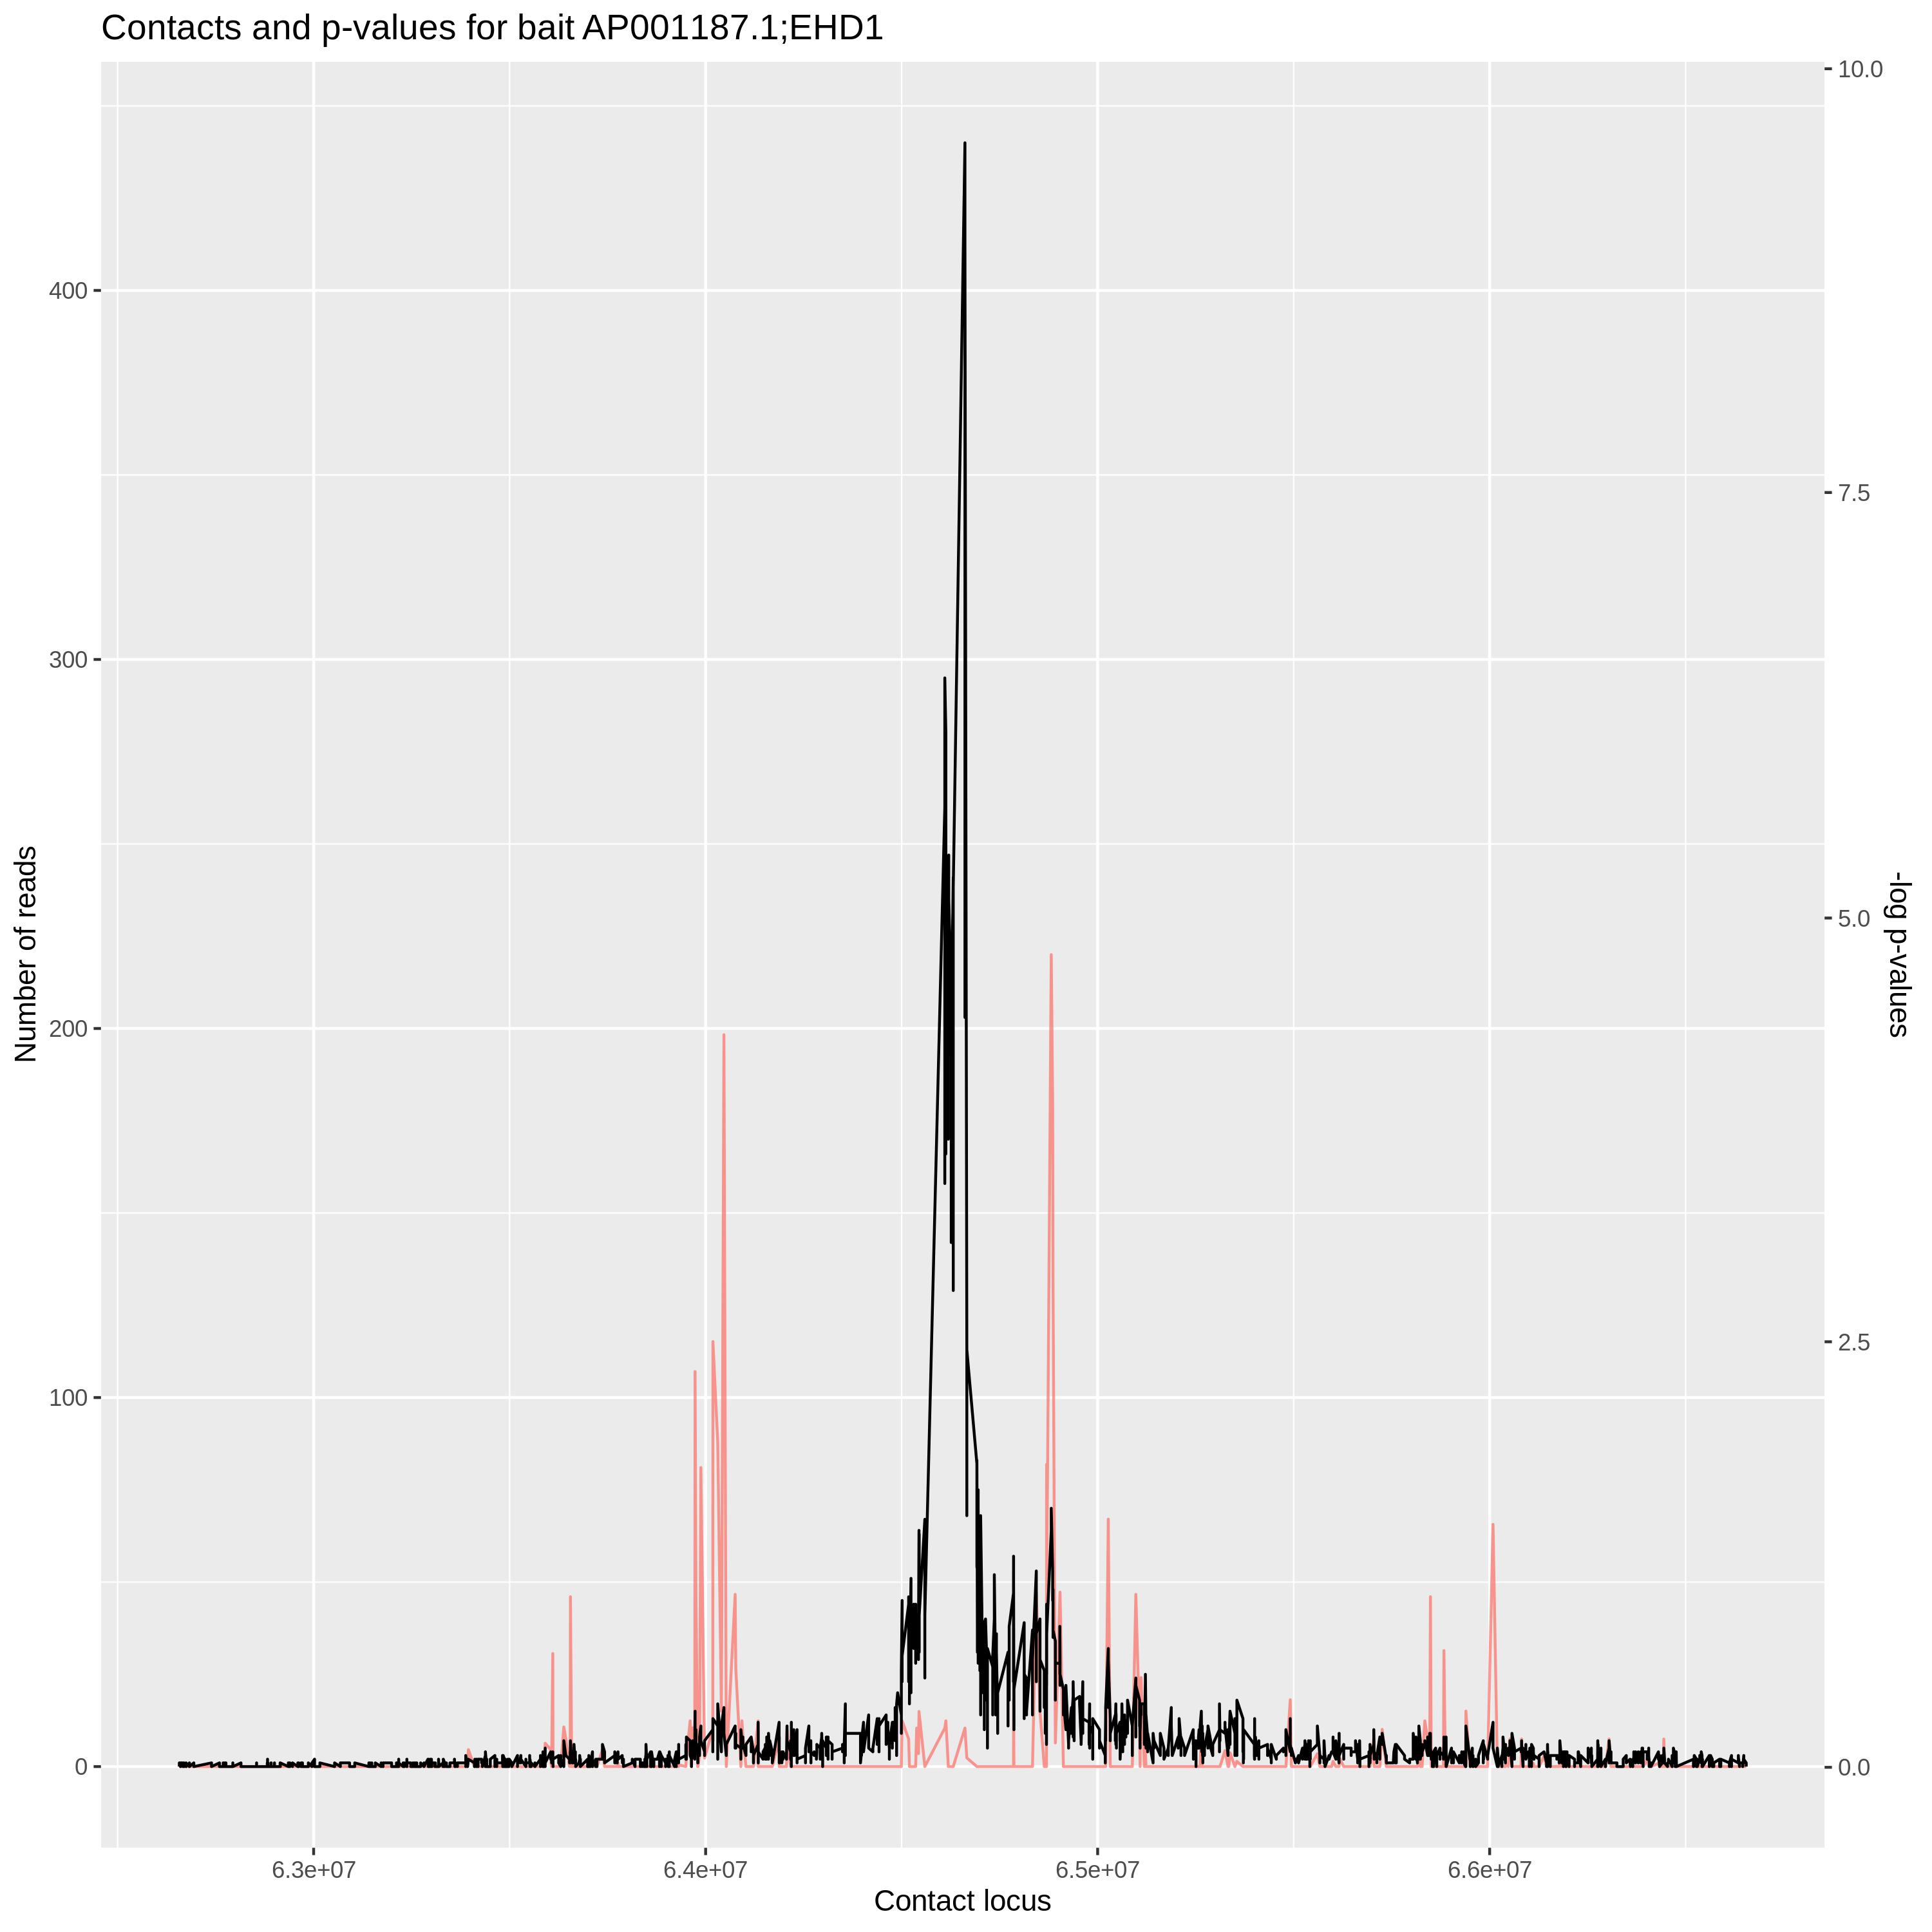 Contacts and p-values for bait AP001187.1;EHD1
10.0
7.5
5.0
2.5
0.0
-log p-values
400
300
200
100
0
Number of reads
6.3e+07
6.4e+07
6.5e+07
6.6e+07
Contact locus